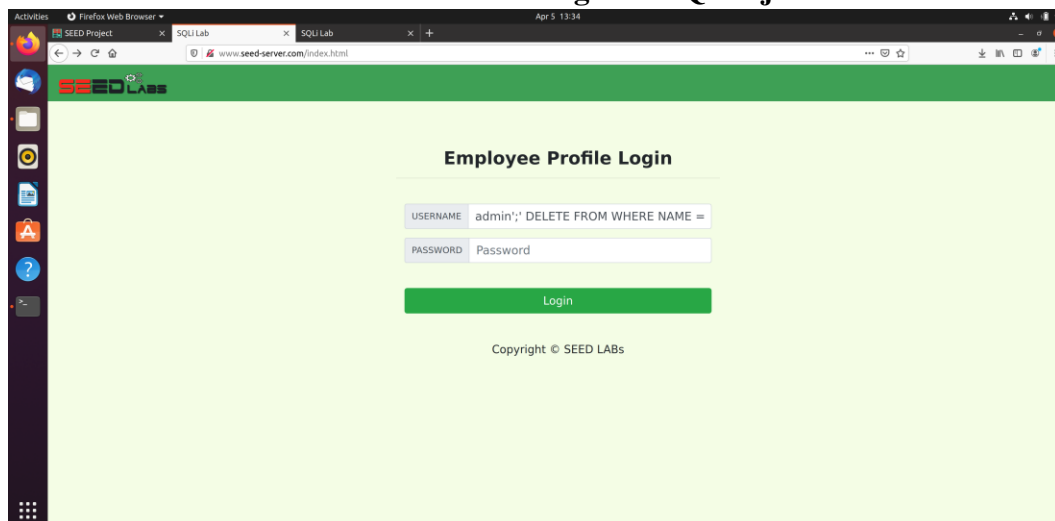 Activities Firefox Web Browser Apr 5 13:34
SEED Project SQLi Lab SQLi Lab
www.seed-server.com/index.html
SEEDLABS
Employee Profile Login
USERNAME admin';' DELETE FROM WHERE NAME =
PASSWORD Password
Login
Copyright © SEED LABs